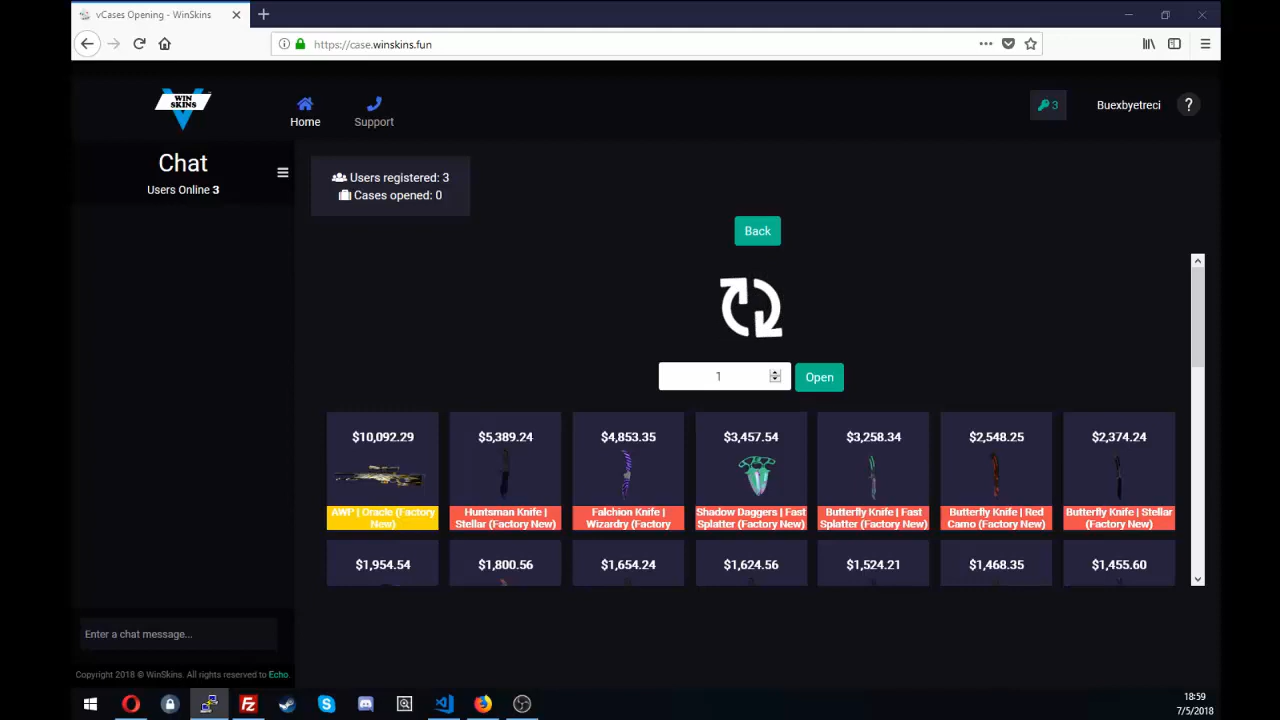 vCases Opening - WinSkins
https://case.winskins.fun
WIN
SKINS
Home
Support
3
Buexbyetreci
?
Chat
Users Online 3
Users registered: 3
Cases opened: 0
Back
1
Open
$10,092.29
$5,389.24
$4,853.35
$3,457.54
$3,258.34
$2,548.25
$2,374.24
AWP | Oracle (Factory
New)
Huntsman Knife |
Stellar (Factory New)
Falchion Knife |
Wizardry (Factory
Shadow Daggers | Fast
Splatter (Factory New)
Butterfly Knife | Fast
Splatter (Factory New)
Butterfly Knife | Red
Camo (Factory New)
Butterfly Knife | Stellar
(Factory New)
$1,954.54
$1,800.56
$1,654.24
$1,624.56
$1,524.21
$1,468.35
$1,455.60
Enter a chat message...
Copyright 2018 © WinSkins. All rights reserved to Echo.
18:59
7/5/2018